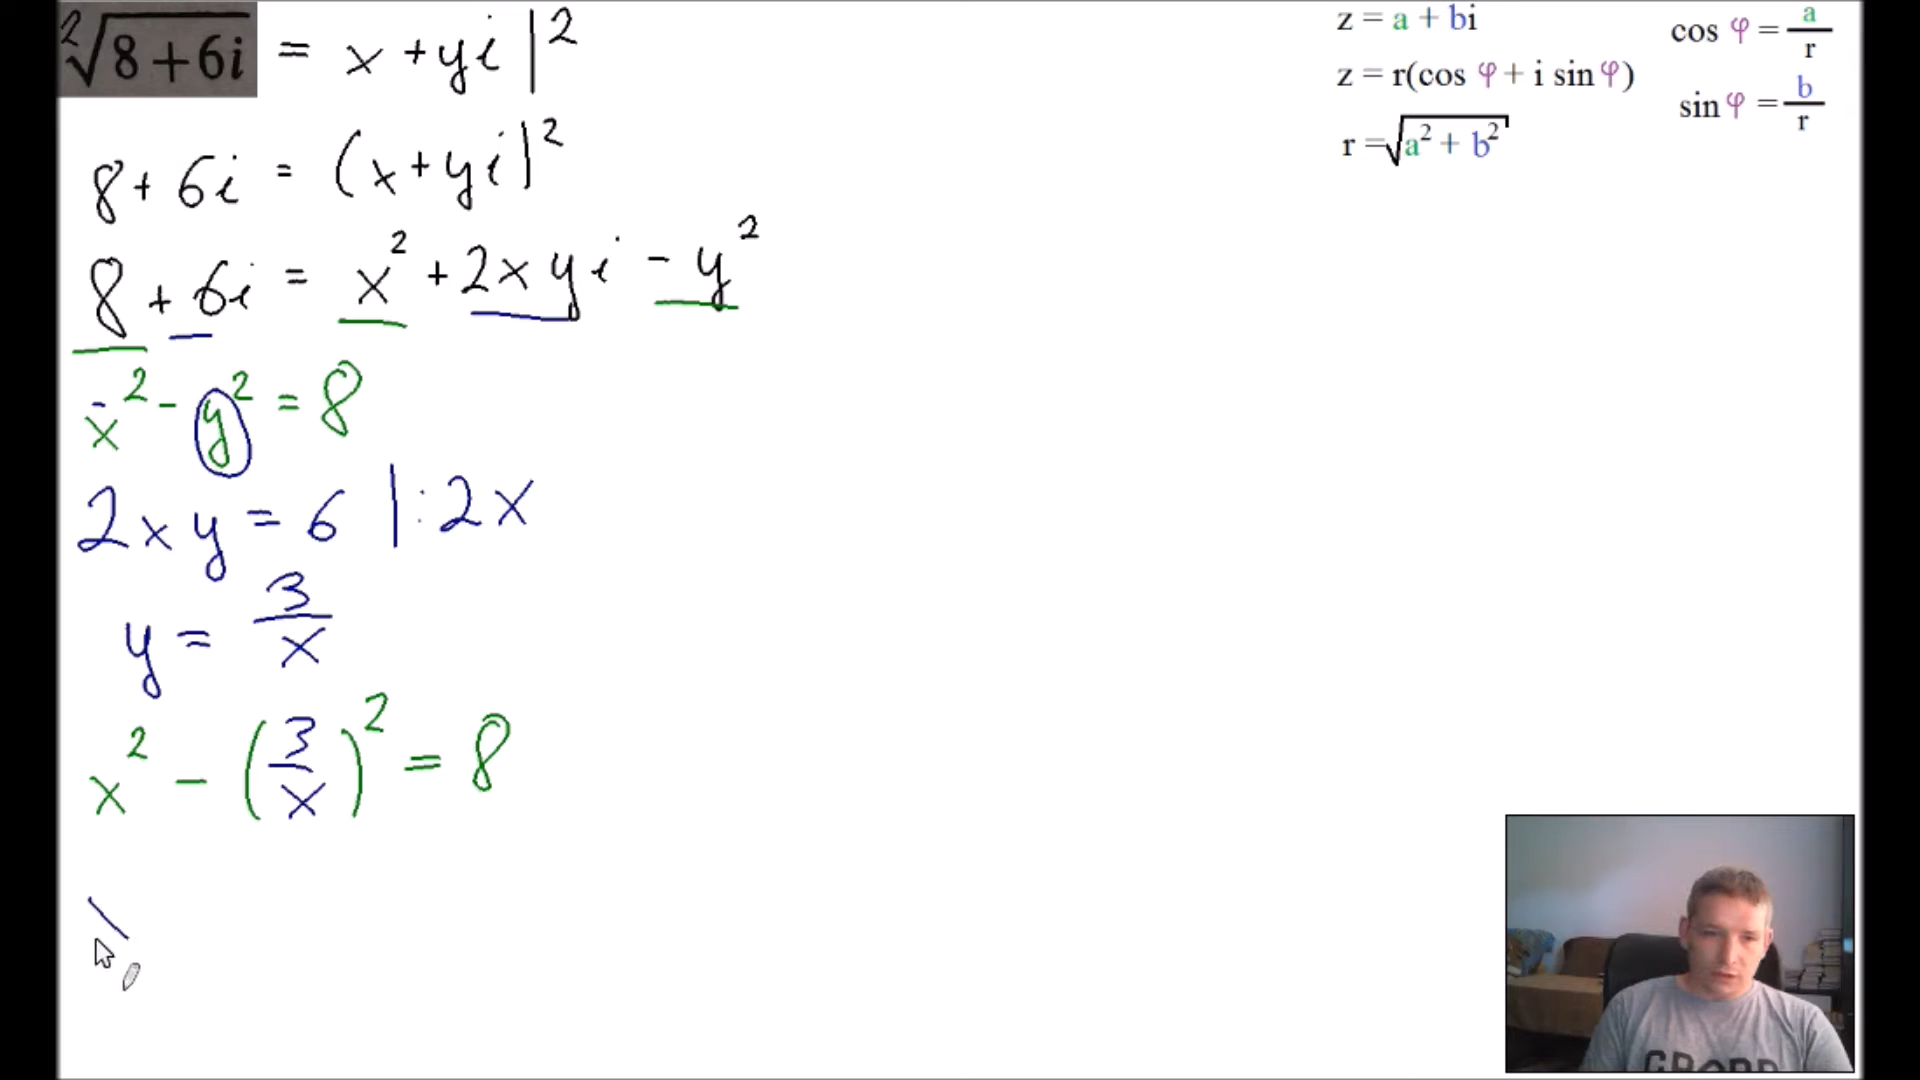 ²√8+6i = x+yi |²
8+6i = (x+yi)²
8+6i = x²+2xyi-y²
x²-y²=8
2xy=6 |:2x
y=3/x
x²-(3/x)²=8
z = a + bi
z = r(cos φ + i sin φ)
r=√a² + b²
cos φ = a/r
sin φ = b/r